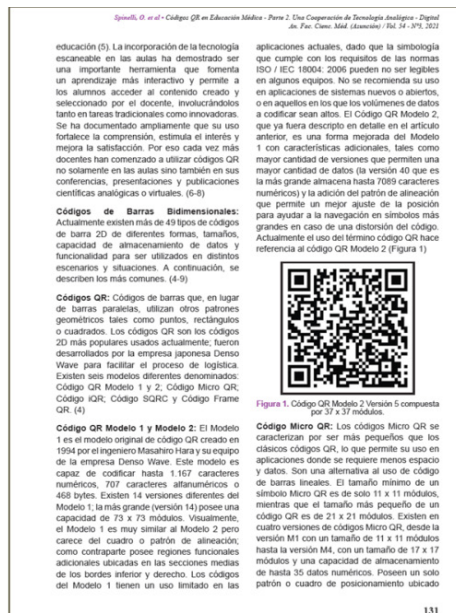 Spinelli, O. et al • Códigos QR en Educación Médica - Parte 2. Una Cooperación de Tecnología Analógica - Digital
An. Fac. Cienc. Méd. (Asunción) / Vol. 54 - N°3, 2021
educación (5). La incorporación de la tecnología
escaneable en las aulas ha demostrado ser
una importante herramienta que fomenta
un aprendizaje más interactivo y permite a
los alumnos acceder al contenido creado y
seleccionado por el docente, involucrándolos
tanto en tareas tradicionales como innovadoras.
Se ha documentado ampliamente que su uso
fortalece la comprensión, estimula el interés y
mejora la satisfacción. Por eso cada vez más
docentes han comenzado a utilizar códigos QR
no solamente en las aulas sino también en sus
conferencias, presentaciones y publicaciones
científicas analógicas o virtuales. (6-8)
Códigos de Barras Bidimensionales:
Actualmente existen más de 49 tipos de códigos
de barra 2D de diferentes formas, tamaños,
capacidad de almacenamiento de datos y
funcionalidad para ser utilizados en distintos
escenarios y situaciones. A continuación, se
describen los más comunes. (4-9)
Códigos QR: Códigos de barras que, en lugar
de barras paralelas, utilizan otros patrones
geométricos tales como puntos, rectángulos
o cuadrados. Los códigos QR son los códigos
2D más populares usados actualmente; fueron
desarrollados por la empresa japonesa Denso
Wave para facilitar el proceso de logística.
Existen seis modelos diferentes denominados:
Código QR Modelo 1 y 2; Código Micro QR;
Código iQR; Código SQRC y Código Frame
QR. (4)
Código QR Modelo 1 y Modelo 2: El Modelo
1 es el modelo original de código QR creado en
1994 por el ingeniero Masahiro Hara y su equipo
de la empresa Denso Wave. Este modelo es
capaz de codificar hasta 1.167 caracteres
numéricos, 707 caracteres alfanuméricos o
468 bytes. Existen 14 versiones diferentes del
Modelo 1; la más grande (versión 14) posee una
capacidad de 73 x 73 módulos. Visualmente,
el Modelo 1 es muy similar al Modelo 2 pero
carece del cuadro o patrón de alineación;
como contraparte posee regiones funcionales
adicionales ubicadas en las secciones medias
de los bordes inferior y derecho. Los códigos
del Modelo 1 tienen un uso limitado en las
aplicaciones actuales, dado que la simbología
que cumple con los requisitos de las normas
ISO / IEC 18004: 2006 pueden no ser legibles
en algunos equipos. No se recomienda su uso
en aplicaciones de sistemas nuevos o abiertos,
o en aquellos en los que los volúmenes de datos
a codificar sean altos. El Código QR Modelo 2,
que ya fuera descripto en detalle en el artículo
anterior, es una forma mejorada del Modelo
1 con características adicionales, tales como
mayor cantidad de versiones que permiten una
mayor cantidad de datos (la versión 40 que es
la más grande almacena hasta 7089 caracteres
numéricos) y la adición del patrón de alineación
que permite un mejor ajuste de la posición
para ayudar a la navegación en símbolos más
grandes en caso de una distorsión del código.
Actualmente el uso del término código QR hace
referencia al código QR Modelo 2 (Figura 1)
Figura 1. Código QR Modelo 2 Versión 5 compuesta
por 37 x 37 módulos.
Código Micro QR: Los códigos Micro QR se
caracterizan por ser más pequeños que los
clásicos códigos QR, lo que permite su uso en
aplicaciones donde se requiere menos espacio
y datos. Son una alternativa al uso de código
de barras lineales. El tamaño mínimo de un
símbolo Micro QR es de solo 11 x 11 módulos,
mientras que el tamaño más pequeño de un
código QR es de 21 x 21 módulos. Existen en
cuatro versiones de códigos Micro QR, desde la
versión M1 con un tamaño de 11 x 11 módulos
hasta la versión M4, con un tamaño de 17 x 17
módulos y una capacidad de almacenamiento
de hasta 35 datos numéricos. Poseen un solo
patrón o cuadro de posicionamiento ubicado
131